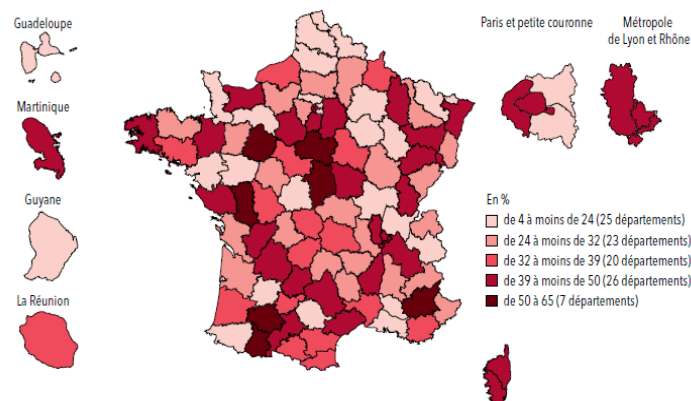 Guadeloupe
Paris et petite couronne
Métropole
de Lyon et Rhône
Martinique
Guyane
La Réunion
En %
de 4 à moins de 24 (25 départements)
de 24 à moins de 32 (23 départements)
de 32 à moins de 39 (20 départements)
de 39 à moins de 50 (26 départements)
de 50 à 65 (7 départements)